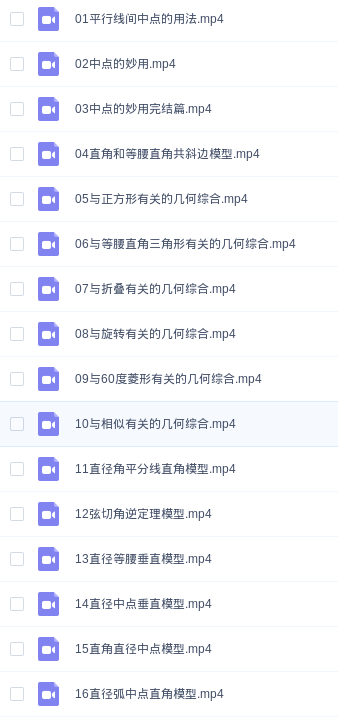 01平行线间中点的用法.mp4
02中点的妙用.mp4
03中点的妙用完结篇.mp4
04直角和等腰直角共斜边模型.mp4
05与正方形有关的几何综合.mp4
06与等腰直角三角形有关的几何综合.mp4
07与折叠有关的几何综合.mp4
08与旋转有关的几何综合.mp4
09与60度菱形有关的几何综合.mp4
10与相似有关的几何综合.mp4
11直径角平分线直角模型.mp4
12弦切角逆定理模型.mp4
13直径等腰垂直模型.mp4
14直径中点垂直模型.mp4
15直角直径中点模型.mp4
16直径弧中点直角模型.mp4